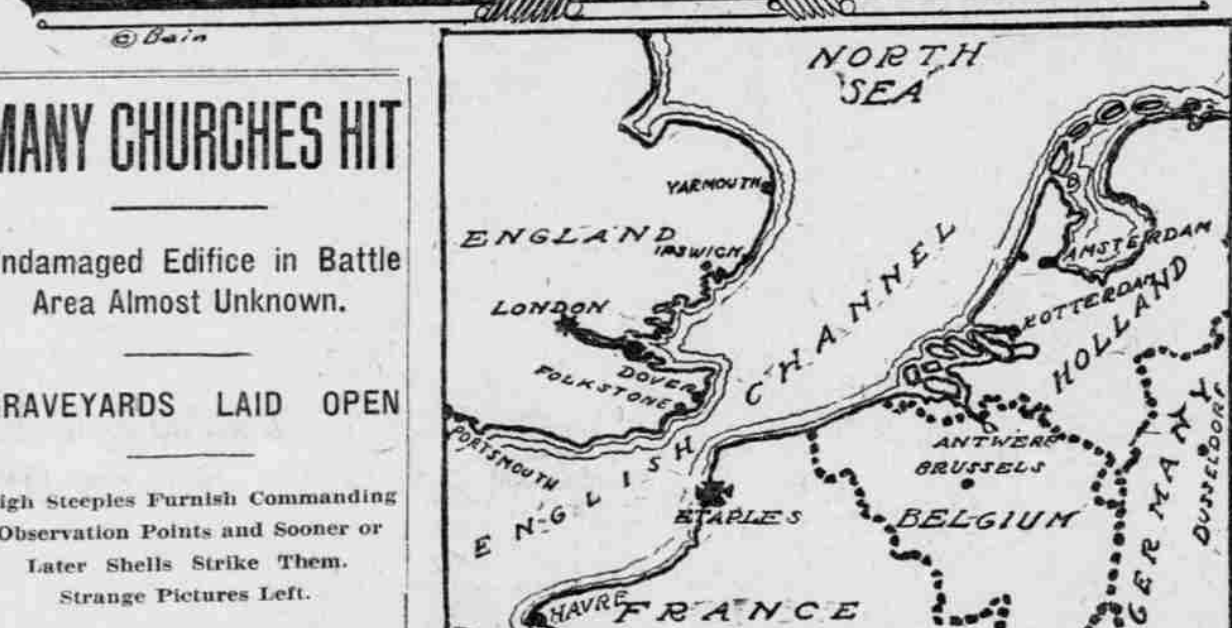 © Bain
MANY CHURCHES HIT
ndamaged Edifice in Battle
Area Almost Unknown.
RAVEYARDS LAID OPEN
igh Steeples Furnish Commanding
Observation Points and Sooner or
Later Shells Strike Them.
Strange Pictures Left.
NORTH
SEA
YARMOUTH
ENGLAND
IPSWICH
LONDON
DOVER
FOLKSTONE
PORTSMOUTH
ENGLISH CHANNEL
AMSTERDAM
ROTTERDAM
HOLLAND
ANTWERP
BRUSSELS
BELGIUM
GERMANY
DUSSELDORF
ETAPLES
HAVRE
FRANCE